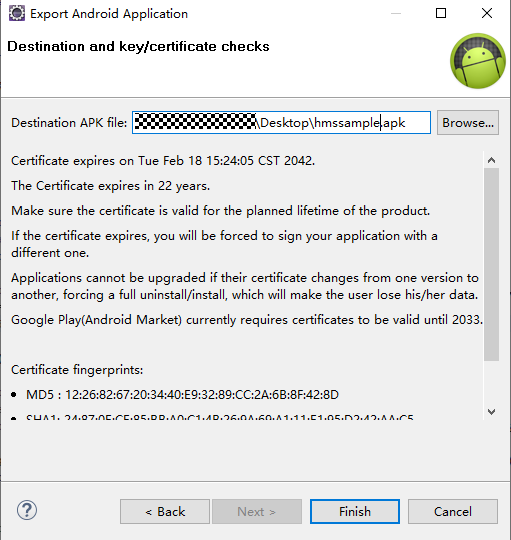 Export Android Application
Destination and key/certificate checks
Destination APK file:
\Desktop\hmssample.apk
Browse...
Certificate expires on Tue Feb 18 15:24:05 CST 2042.
The Certificate expires in 22 years.
Make sure the certificate is valid for the planned lifetime of the product.
If the certificate expires, you will be forced to sign your application with a
different one.
Applications cannot be upgraded if their certificate changes from one version to
another, forcing a full uninstall/install, which will make the user lose his/her data.
Google Play(Android Market) currently requires certificates to be valid until 2033.
Certificate fingerprints:
MD5 : 12:26:82:67:20:34:40:E9:32:89:CC:2A:6B:8F:42:8D
SHA1:
?
< Back
Next >
Finish
Cancel